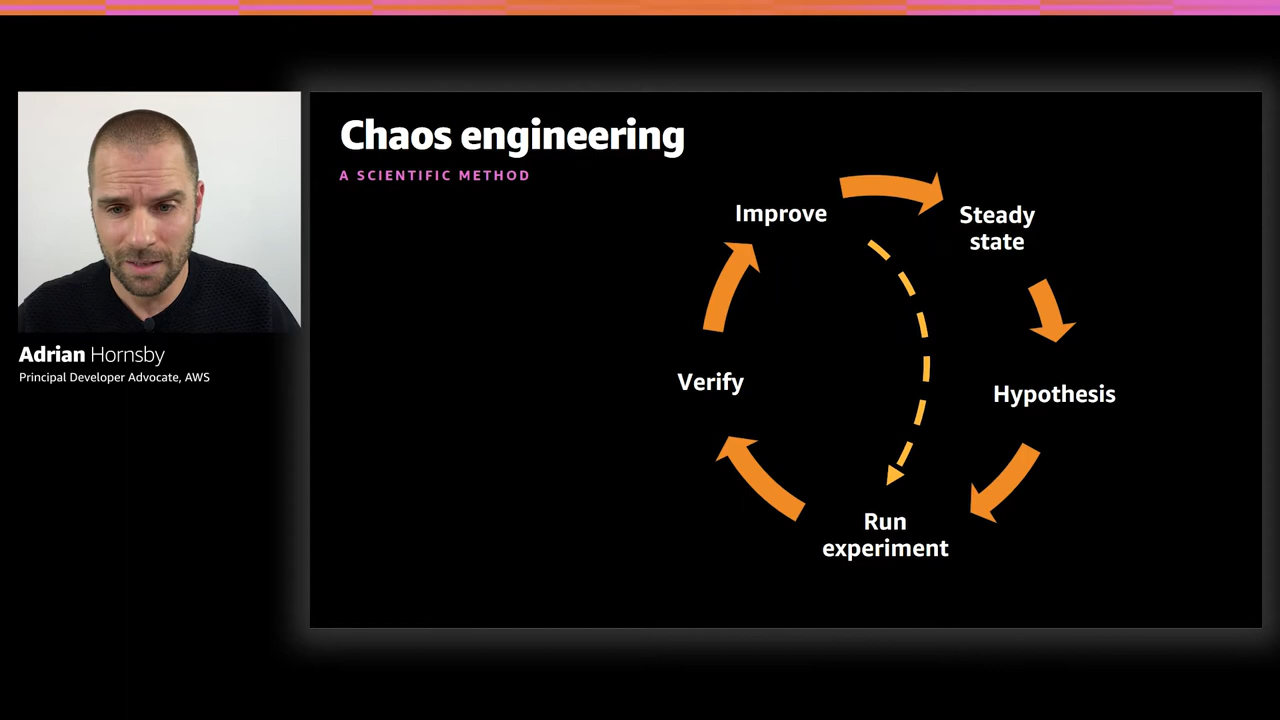 Chaos engineering
A SCIENTIFIC METHOD
Improve
Steady
state
Verify
Hypothesis
Run
experiment
Adrian Hornsby
Principal Developer Advocate, AWS